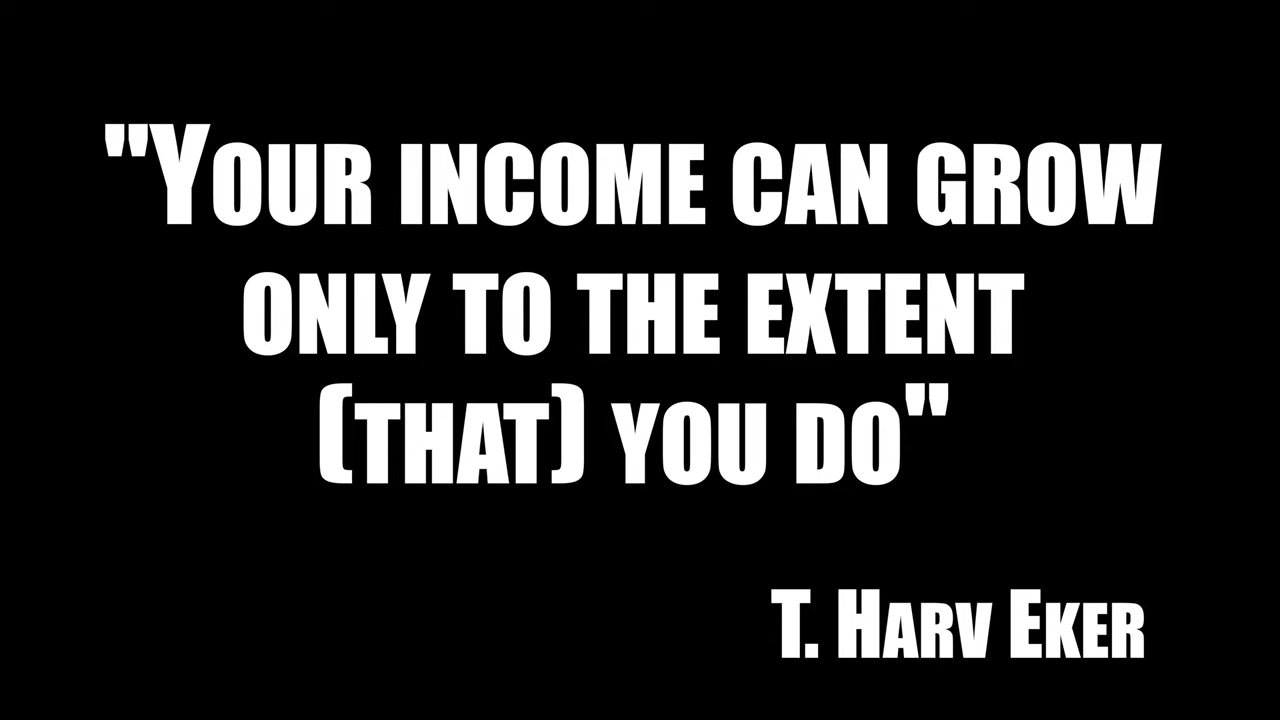 "Your income can grow
only to the extent
(that) you do"
T. Harv Eker